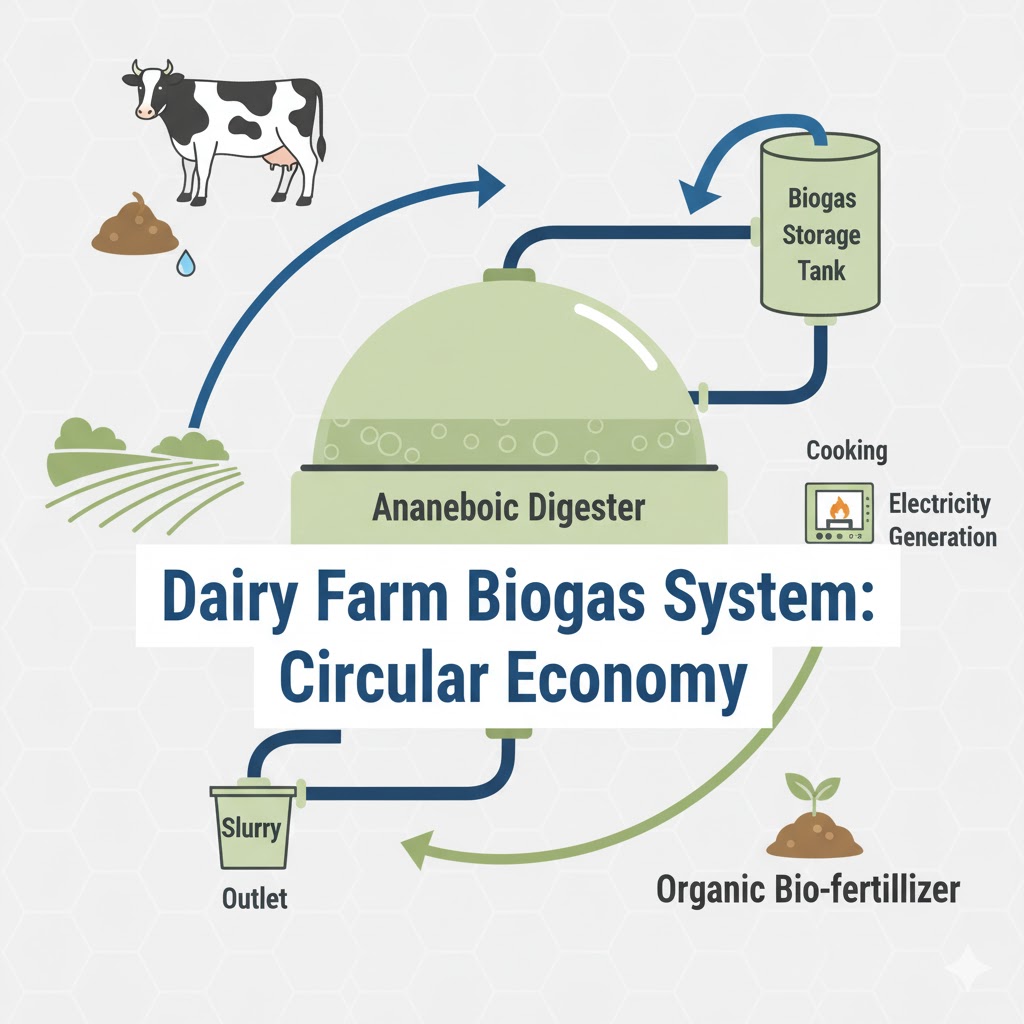 Biogas
Storage
Tank
Cooking
Electricity
Generation
Ananeboic Digester
Dairy Farm Biogas System:
Circular Economy
Slurry
Outlet
Organic Bio-fertillizer